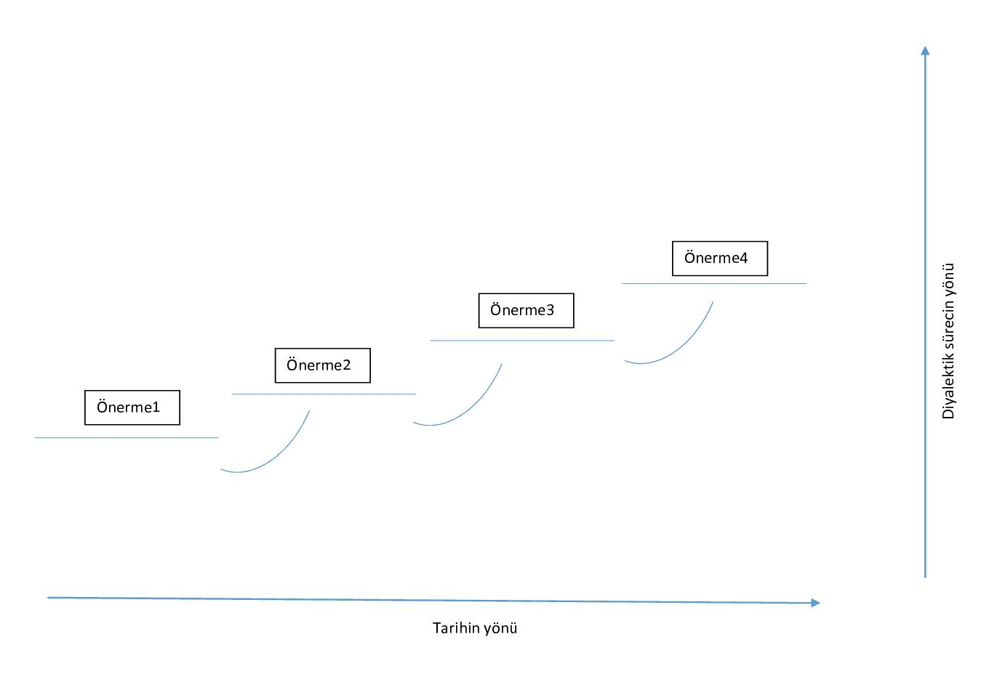 Önerme4
Önerme3
Önerme2
Önerme1
Diyalektik sürecin yönü
Tarihin yönü